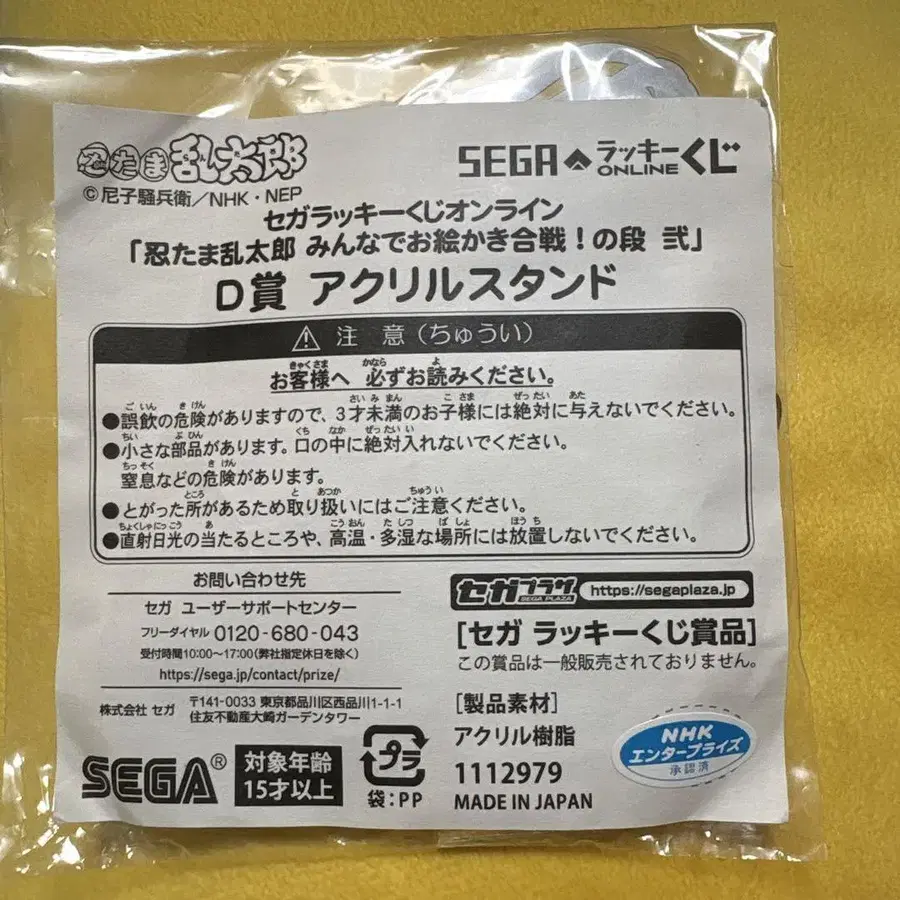 忍たま乱太郎
©尼子騒兵衛/NHK・NEP
SEGA ラッキーくじ ONLINE
セガラッキーくじオンライン
「忍たま乱太郎 みんなでお絵かき合戦!の段 弐」
D賞 アクリルスタンド
注 意(ちゅうい)
お客様へ 必ずお読みください。
●誤飲の危険がありますので、3才未満のお子様には絶対に与えないでください。
●小さな部品があります。口の中に絶対入れないでください。
窒息などの危険があります。
●とがった所があるため取り扱いにはご注意ください。
●直射日光の当たるところや、高温・多湿な場所には放置しないでください。
お問い合わせ先
セガ ユーザーサポートセンター
フリーダイヤル 0120-680-043
受付時間10:00~17:00(弊社指定休日を除く)
https://sega.jp/contact/prize/
株式会社 セガ 〒141-0033 東京都品川区西品川1-1-1
住友不動産大崎ガーデンタワー
SEGA®
対象年齢
15才以上
プラ
袋:PP
セガプラザ SEGA PLAZA https://segaplaza.jp
[セガ ラッキーくじ賞品]
この賞品は一般販売されておりません。
[製品素材]
アクリル樹脂
1112979
MADE IN JAPAN
NHK
エンタープライズ
承認済